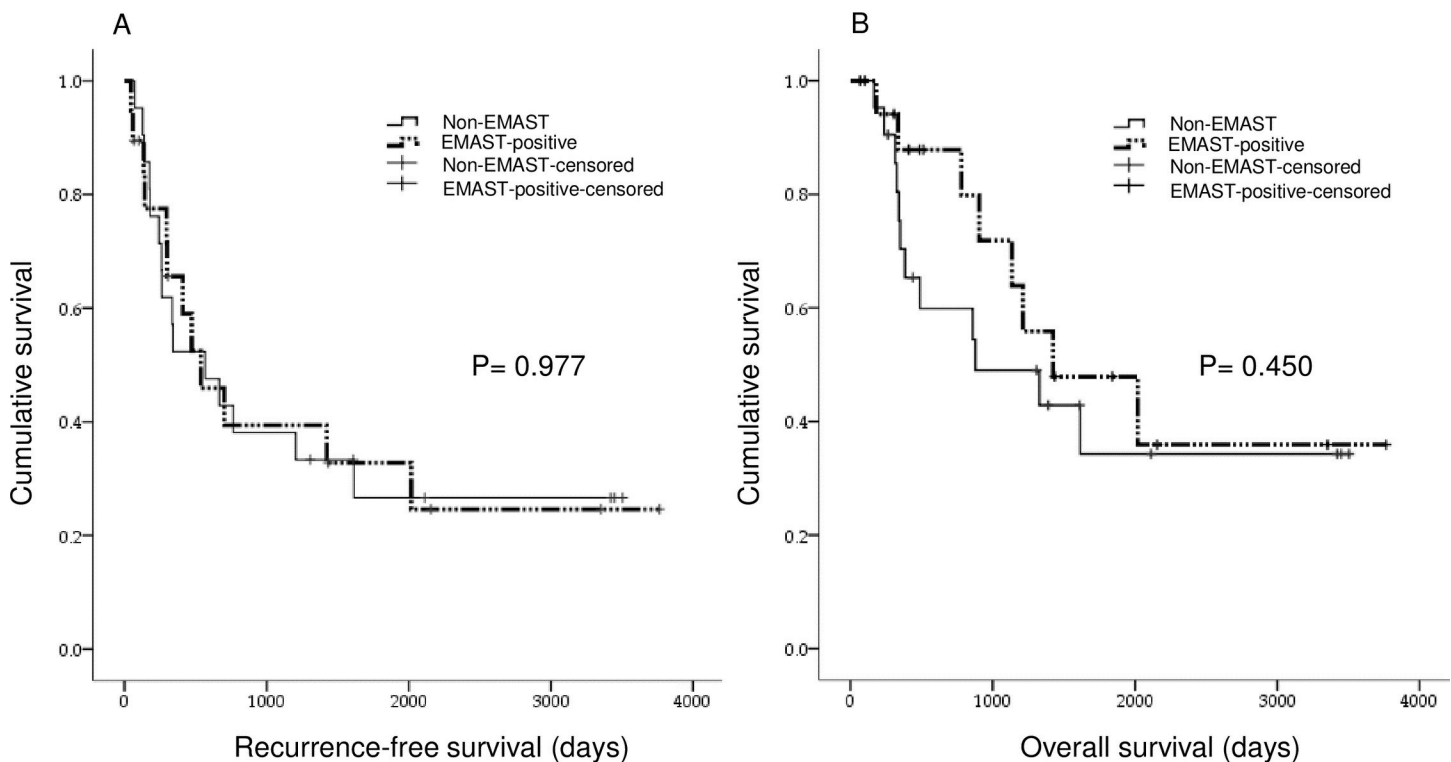 A
Cumulative survival
1.0
0.8
0.6
0.4
0.2
0.0
Non-EMAST
EMAST-positive
Non-EMAST-censored
EMAST-positive-censored
P= 0.977
0 1000 2000 3000 4000
Recurrence-free survival (days)
B
Cumulative survival
1.0
0.8
0.6
0.4
0.2
0.0
Non-EMAST
EMAST-positive
Non-EMAST-censored
EMAST-positive-censored
P= 0.450
0 1000 2000 3000 4000
Overall survival (days)